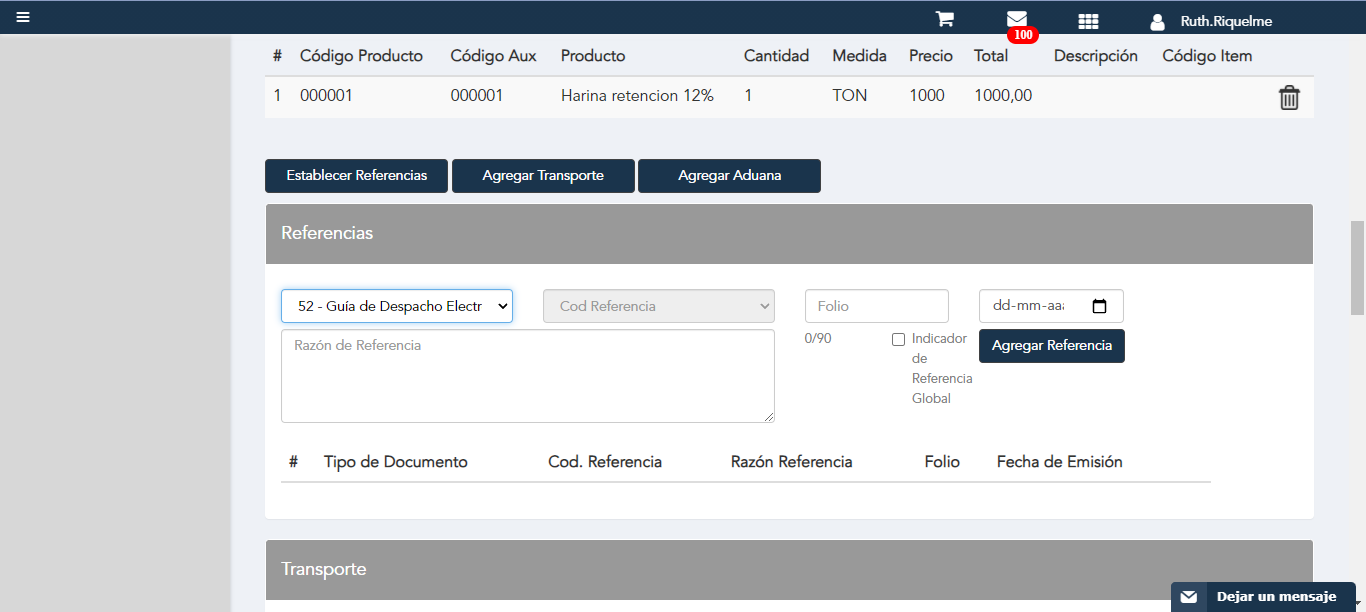 Ruth.Riquelme
100
# Código Producto Código Aux Producto Cantidad Medida Precio Total Descripción Código Item
1 000001 000001 Harina retencion 12% 1 TON 1000 1000,00
Establecer Referencias Agregar Transporte Agregar Aduana
Referencias
52 - Guía de Despacho Electr Cod Referencia Folio dd-mm-aa
Razón de Referencia 0/90 Indicador Agregar Referencia
de
Referencia
Global
# Tipo de Documento Cod. Referencia Razón Referencia Folio Fecha de Emisión
Transporte
Dejar un mensaje